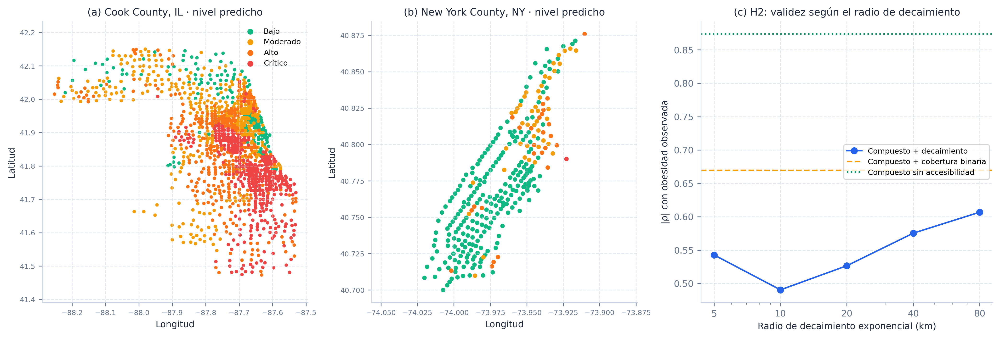 (a) Cook County, IL · nivel predicho
42.2
42.1
42.0
41.9
41.8
41.7
41.6
41.5
41.4
Latitud
−88.2
−88.1
−88.0
−87.9
−87.8
−87.7
−87.6
−87.5
Longitud
Bajo
Moderado
Alto
Crítico
(b) New York County, NY · nivel predicho
40.875
40.850
40.825
40.800
40.775
40.750
40.725
40.700
Latitud
−74.050
−74.025
−74.000
−73.975
−73.950
−73.925
−73.900
−73.875
Longitud
(c) H2: validez según el radio de decaimiento
0.85
0.80
0.75
0.70
0.65
0.60
0.55
0.50
|ρ| con obesidad observada
Compuesto + decaimiento
Compuesto + cobertura binaria
Compuesto sin accesibilidad
5
10
20
40
80
Radio de decaimiento exponencial (km)